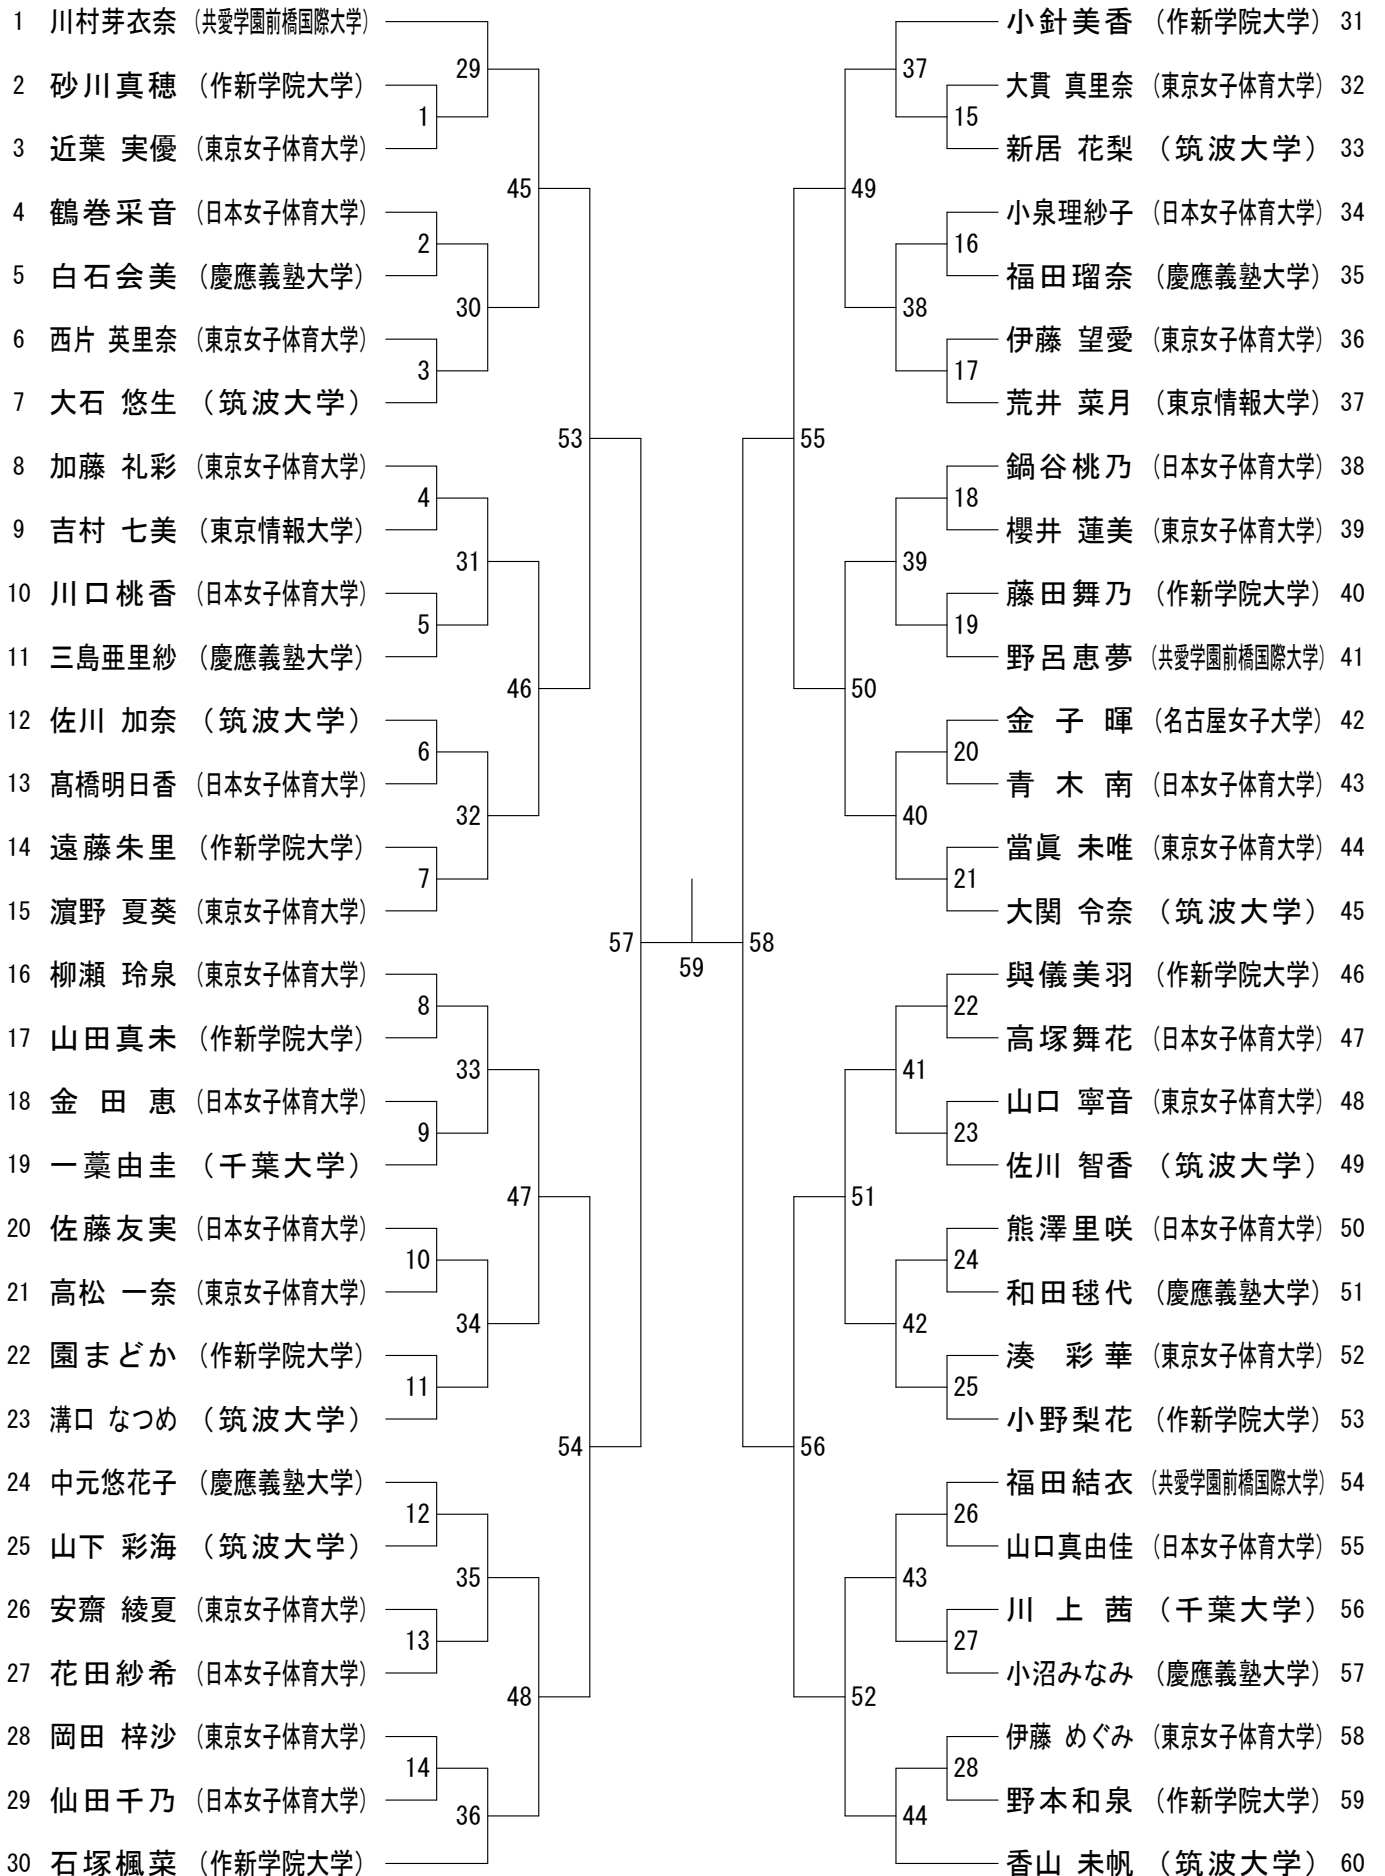 1 川村芽衣奈 (共愛学園前橋国際大学)
2 砂川真穂 (作新学院大学)
3 近葉 実優 (東京女子体育大学)
4 鶴巻采音 (日本女子体育大学)
5 白石会美 (慶應義塾大学)
6 西片 英里奈 (東京女子体育大学)
7 大石 悠生 (筑波大学)
8 加藤 礼彩 (東京女子体育大学)
9 吉村 七美 (東京情報大学)
10 川口桃香 (日本女子体育大学)
11 三島亜里紗 (慶應義塾大学)
12 佐川 加奈 (筑波大学)
13 髙橋明日香 (日本女子体育大学)
14 遠藤朱里 (作新学院大学)
15 濵野 夏葵 (東京女子体育大学)
16 柳瀬 玲泉 (東京女子体育大学)
17 山田真未 (作新学院大学)
18 金田恵 (日本女子体育大学)
19 一藁由圭 (千葉大学)
20 佐藤友実 (日本女子体育大学)
21 高松 一奈 (東京女子体育大学)
22 園まどか (作新学院大学)
23 溝口 なつめ (筑波大学)
24 中元悠花子 (慶應義塾大学)
25 山下 彩海 (筑波大学)
26 安齋 綾夏 (東京女子体育大学)
27 花田紗希 (日本女子体育大学)
28 岡田 梓沙 (東京女子体育大学)
29 仙田千乃 (日本女子体育大学)
30 石塚楓菜 (作新学院大学)
1
2
3
4
5
6
7
8
9
10
11
12
13
14
29
30
31
32
33
34
35
36
45
46
47
48
53
54
57
59
58
55
56
49
50
51
52
37
38
39
40
41
42
43
44
15
16
17
18
19
20
21
22
23
24
25
26
27
28
小針美香 (作新学院大学) 31
大貫 真里奈 (東京女子体育大学) 32
新居 花梨 (筑波大学) 33
小泉理紗子 (日本女子体育大学) 34
福田瑠奈 (慶應義塾大学) 35
伊藤 望愛 (東京女子体育大学) 36
荒井 菜月 (東京情報大学) 37
鍋谷桃乃 (日本女子体育大学) 38
櫻井 蓮美 (東京女子体育大学) 39
藤田舞乃 (作新学院大学) 40
野呂恵夢 (共愛学園前橋国際大学) 41
金子暉 (名古屋女子大学) 42
青木南 (日本女子体育大学) 43
當眞 未唯 (東京女子体育大学) 44
大関 令奈 (筑波大学) 45
與儀美羽 (作新学院大学) 46
高塚舞花 (日本女子体育大学) 47
山口 寧音 (東京女子体育大学) 48
佐川 智香 (筑波大学) 49
熊澤里咲 (日本女子体育大学) 50
和田毬代 (慶應義塾大学) 51
湊 彩華 (東京女子体育大学) 52
小野梨花 (作新学院大学) 53
福田結衣 (共愛学園前橋国際大学) 54
山口真由佳 (日本女子体育大学) 55
川上茜 (千葉大学) 56
小沼みなみ (慶應義塾大学) 57
伊藤 めぐみ (東京女子体育大学) 58
野本和泉 (作新学院大学) 59
香山 未帆 (筑波大学) 60